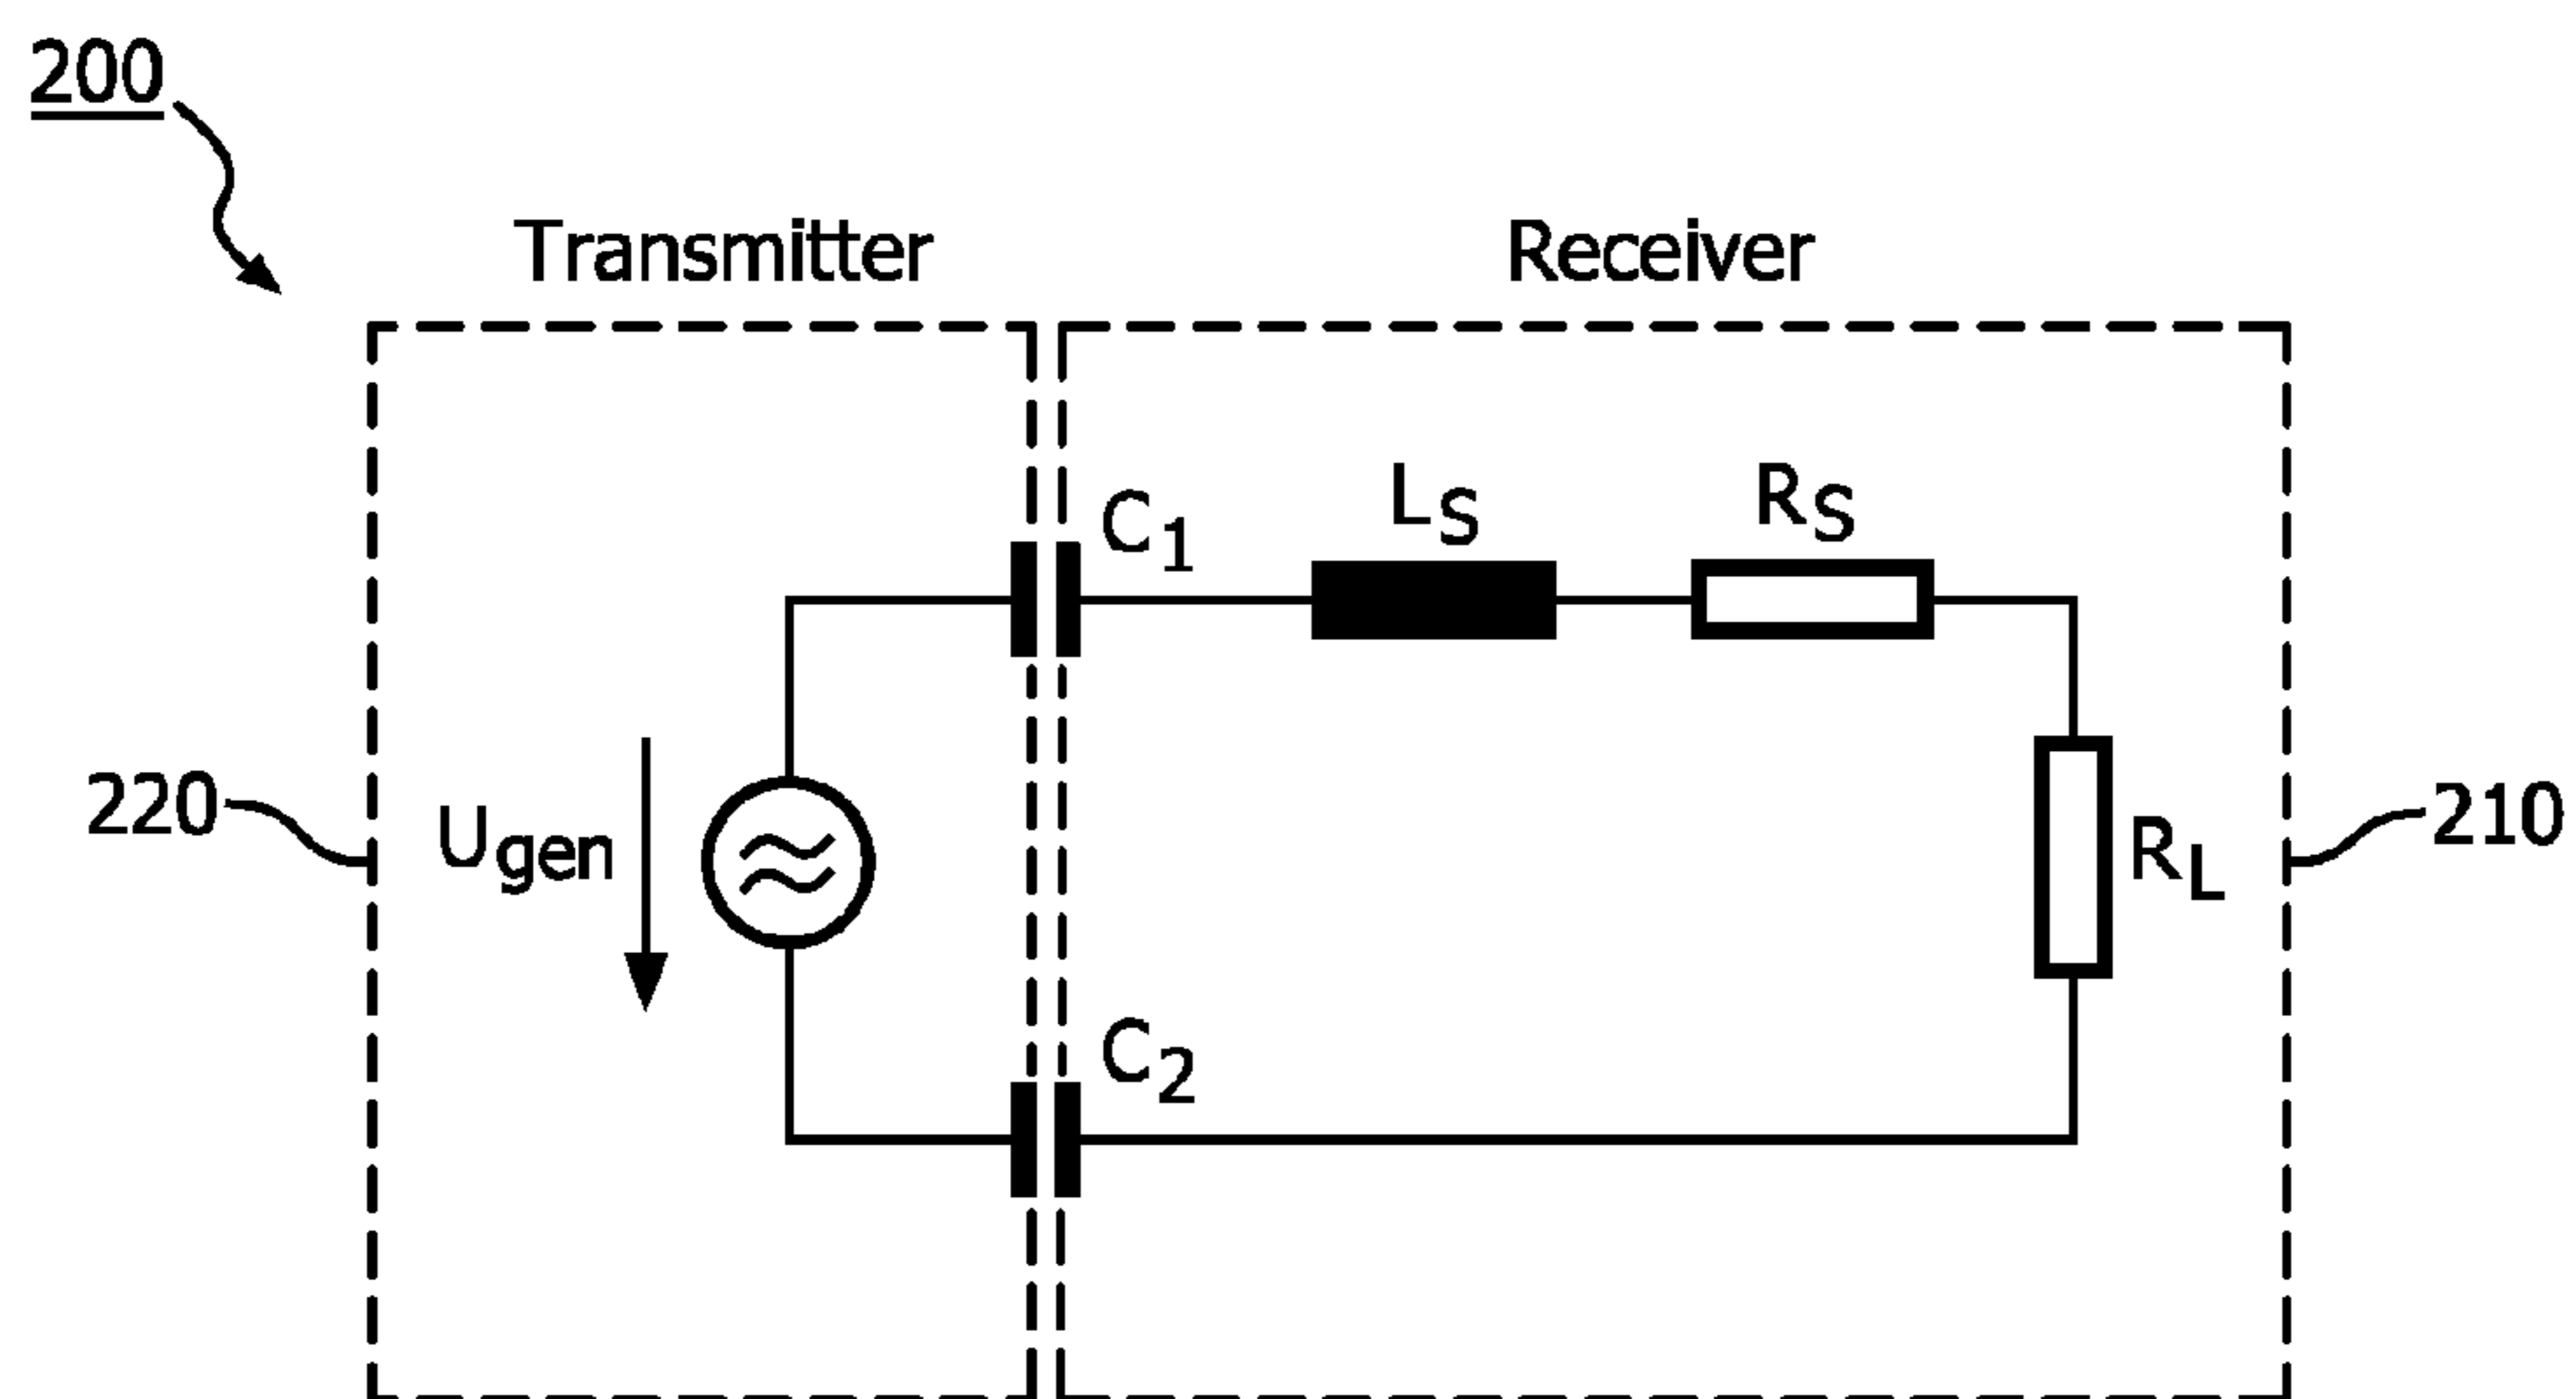 200
Transmitter
Receiver
C1
LS
RS
220
Ugen
RL
210
C2